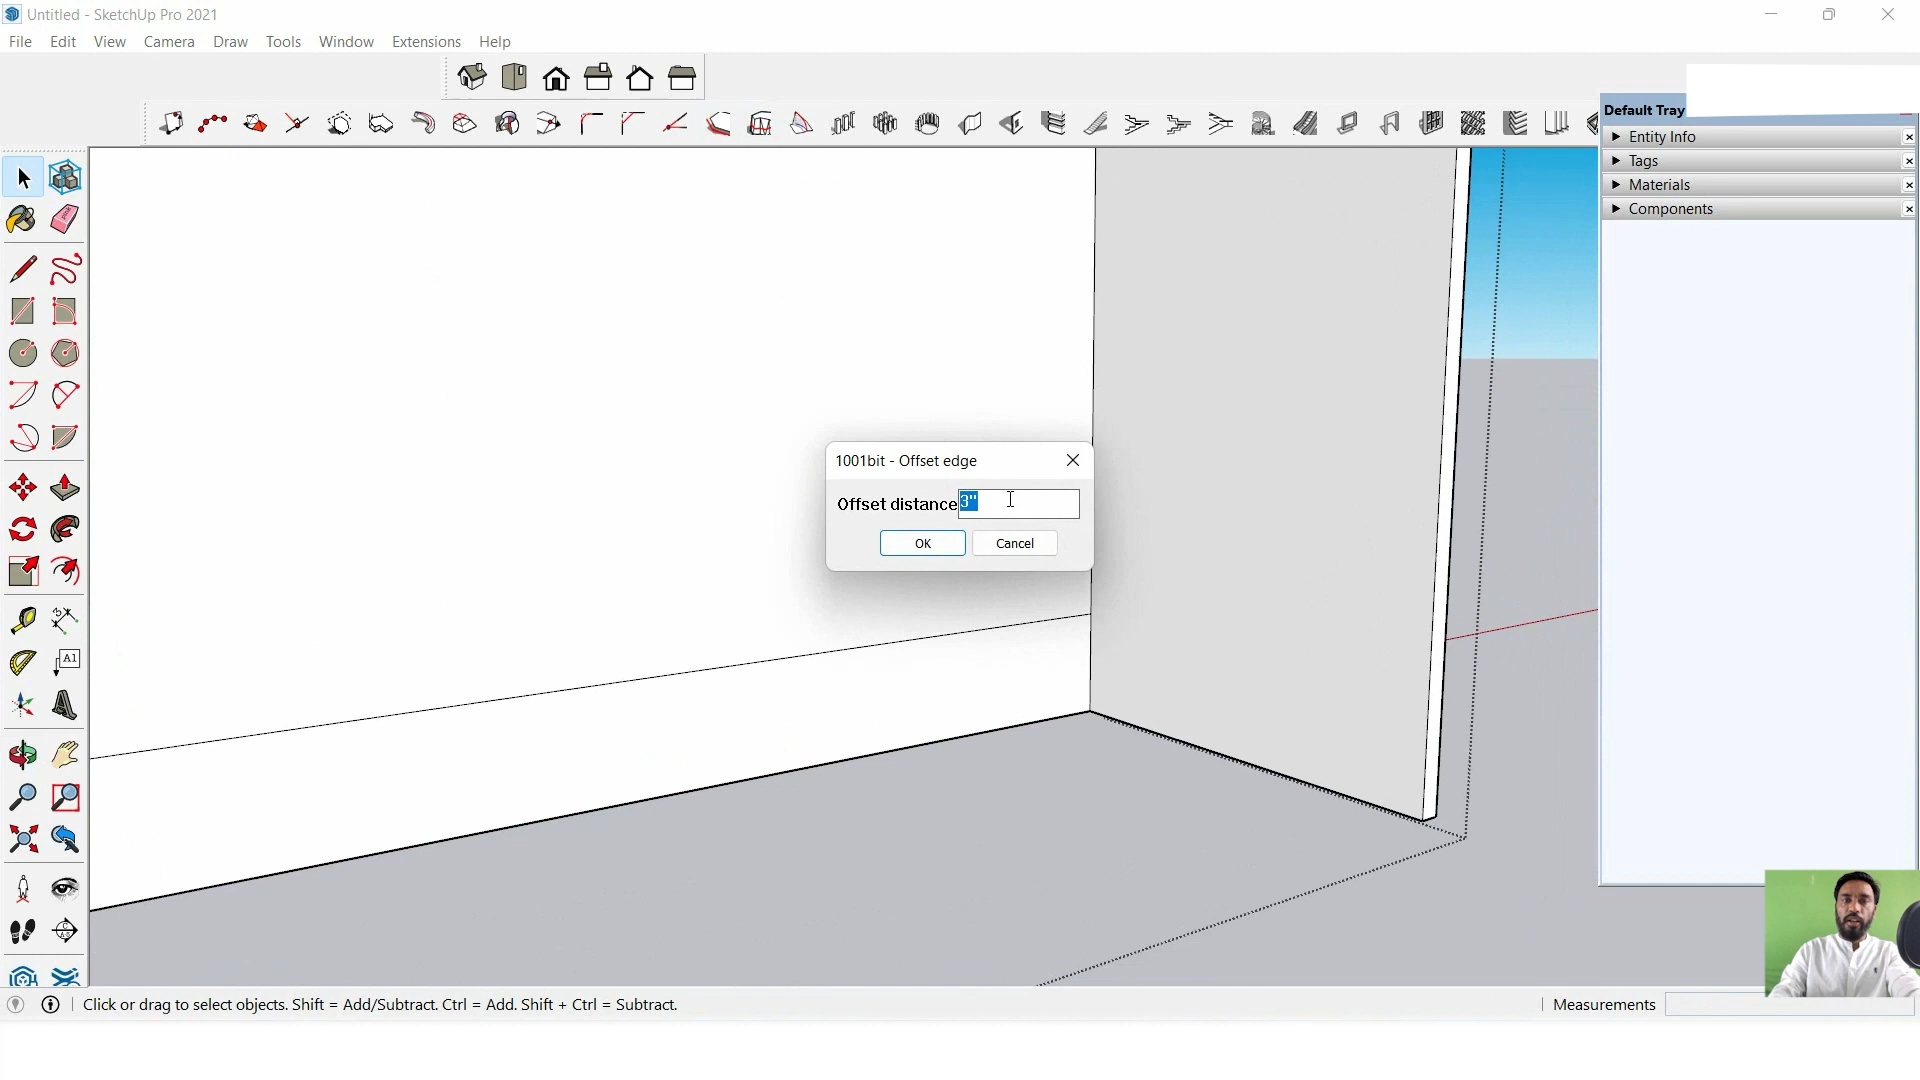 Untitled - SketchUp Pro 2021
File Edit View Camera Draw Tools Window Extensions Help
Default Tray
Entity Info
Tags
Materials
Components
1001bit - Offset edge
Offset distance 3"
OK Cancel
A1
Click or drag to select objects. Shift = Add/Subtract. Ctrl = Add. Shift + Ctrl = Subtract.
Measurements